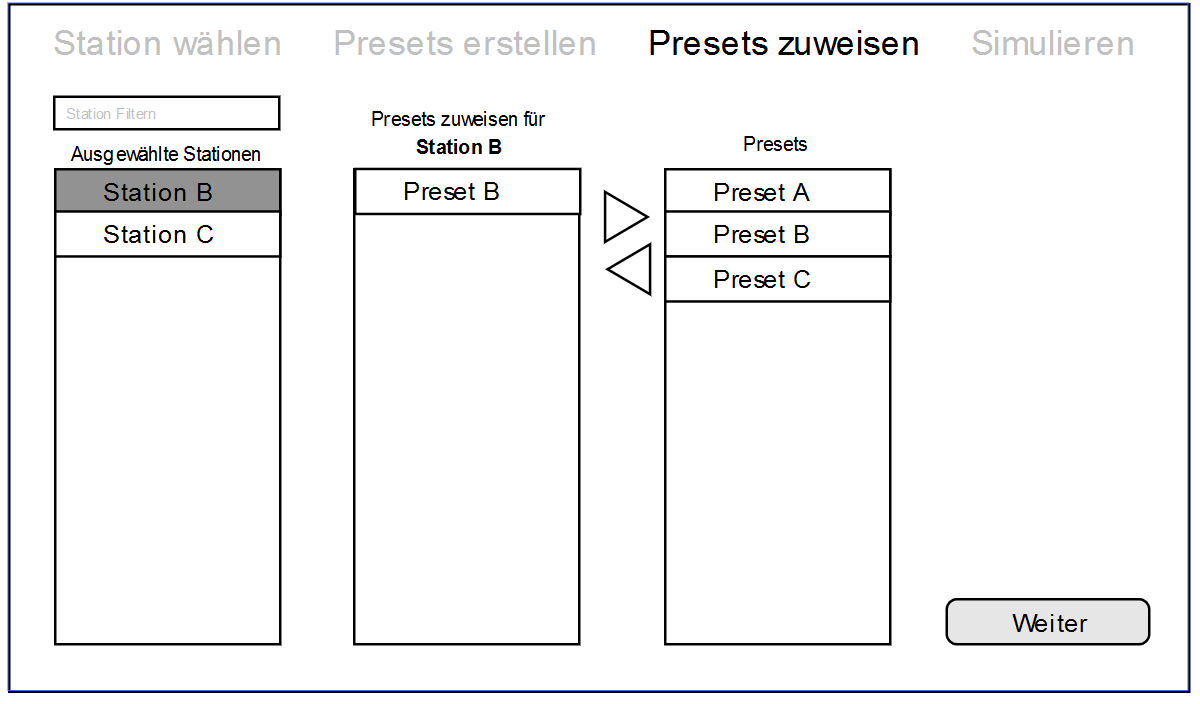 Station wählen
Presets erstellen
Presets zuweisen
Simulieren
Station Filtern
Ausgewählte Stationen
Station B
Station C
Presets zuweisen für
Station B
Preset B
Presets
Preset A
Preset B
Preset C
Weiter